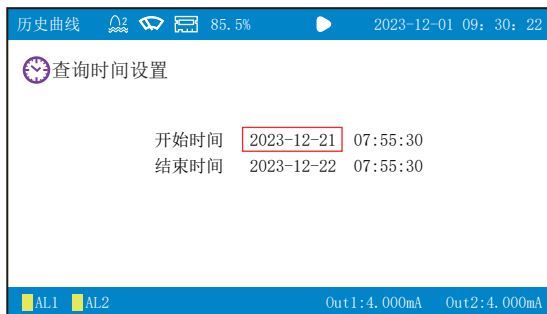 历史曲线 2 85.5% 2023-12-01 09: 30: 22
查询时间设置
开始时间 2023-12-21 07:55:30
结束时间 2023-12-22 07:55:30
AL1 AL2 Out1:4.000mA Out2:4.000mA